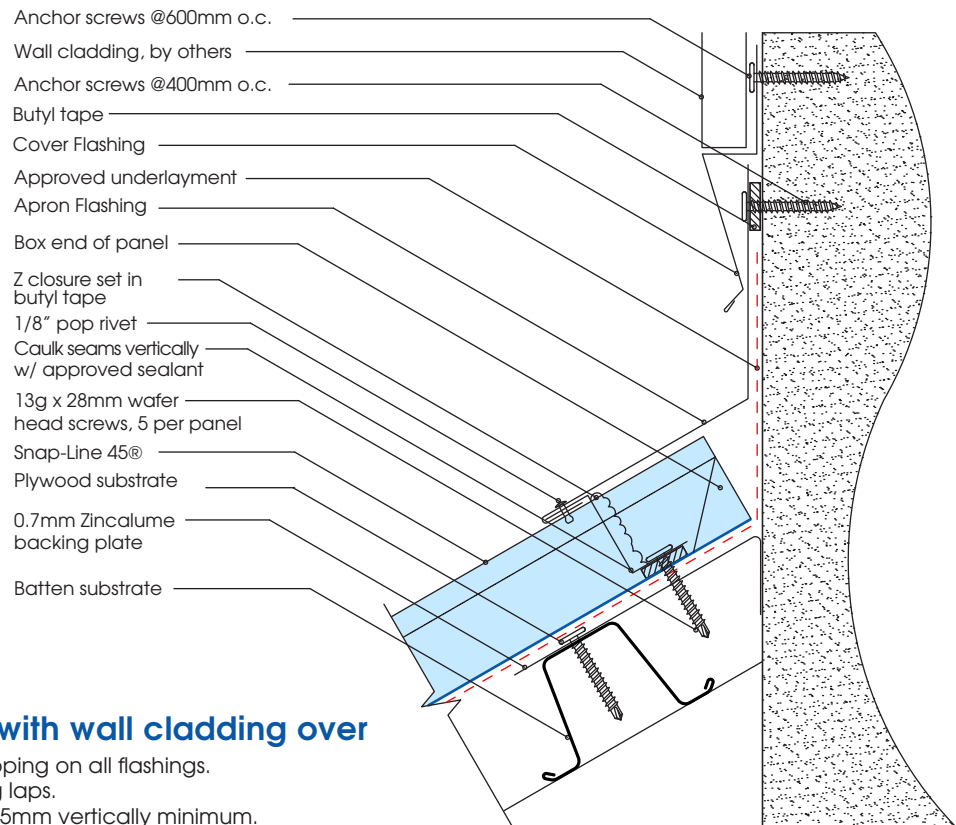 Anchor screws @600mm o.c.
Wall cladding, by others
Anchor screws @400mm o.c.
Butyl tape
Cover Flashing
Approved underlayment
Apron Flashing
Box end of panel
Z closure set in
butyl tape
1/8” pop rivet
Caulk seams vertically
w/ approved sealant
13g x 28mm wafer
head screws, 5 per panel
Snap-Line 45®
Plywood substrate
0.7mm Zincalume
backing plate
Batten substrate
with wall cladding over
on all flashings.
laps.
5mm vertically minimum.